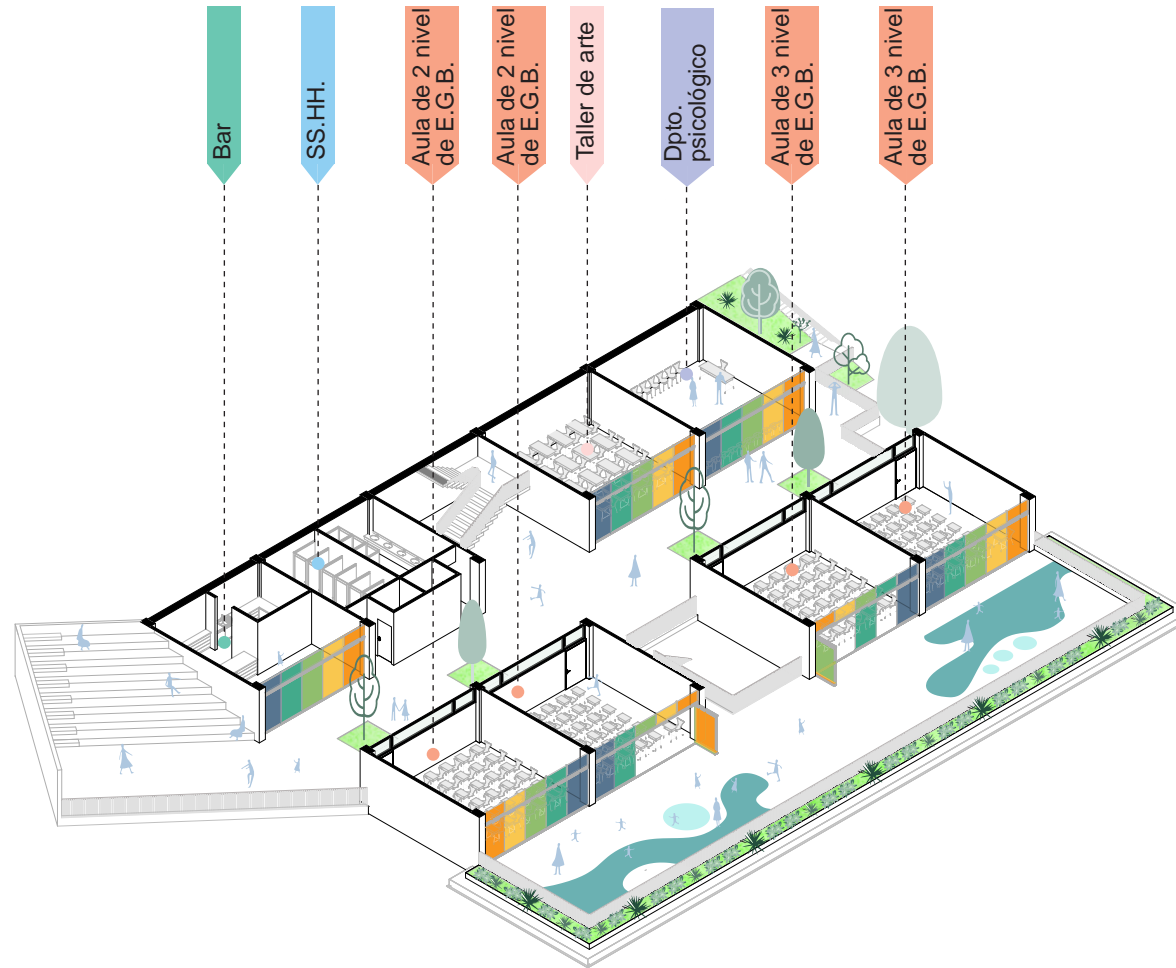 Bar
SS.HH.
Aula de 2 nivel
de E.G.B.
Aula de 2 nivel
de E.G.B.
Taller de arte
Dpto.
psicológico
Aula de 3 nivel
de E.G.B.
Aula de 3 nivel
de E.G.B.